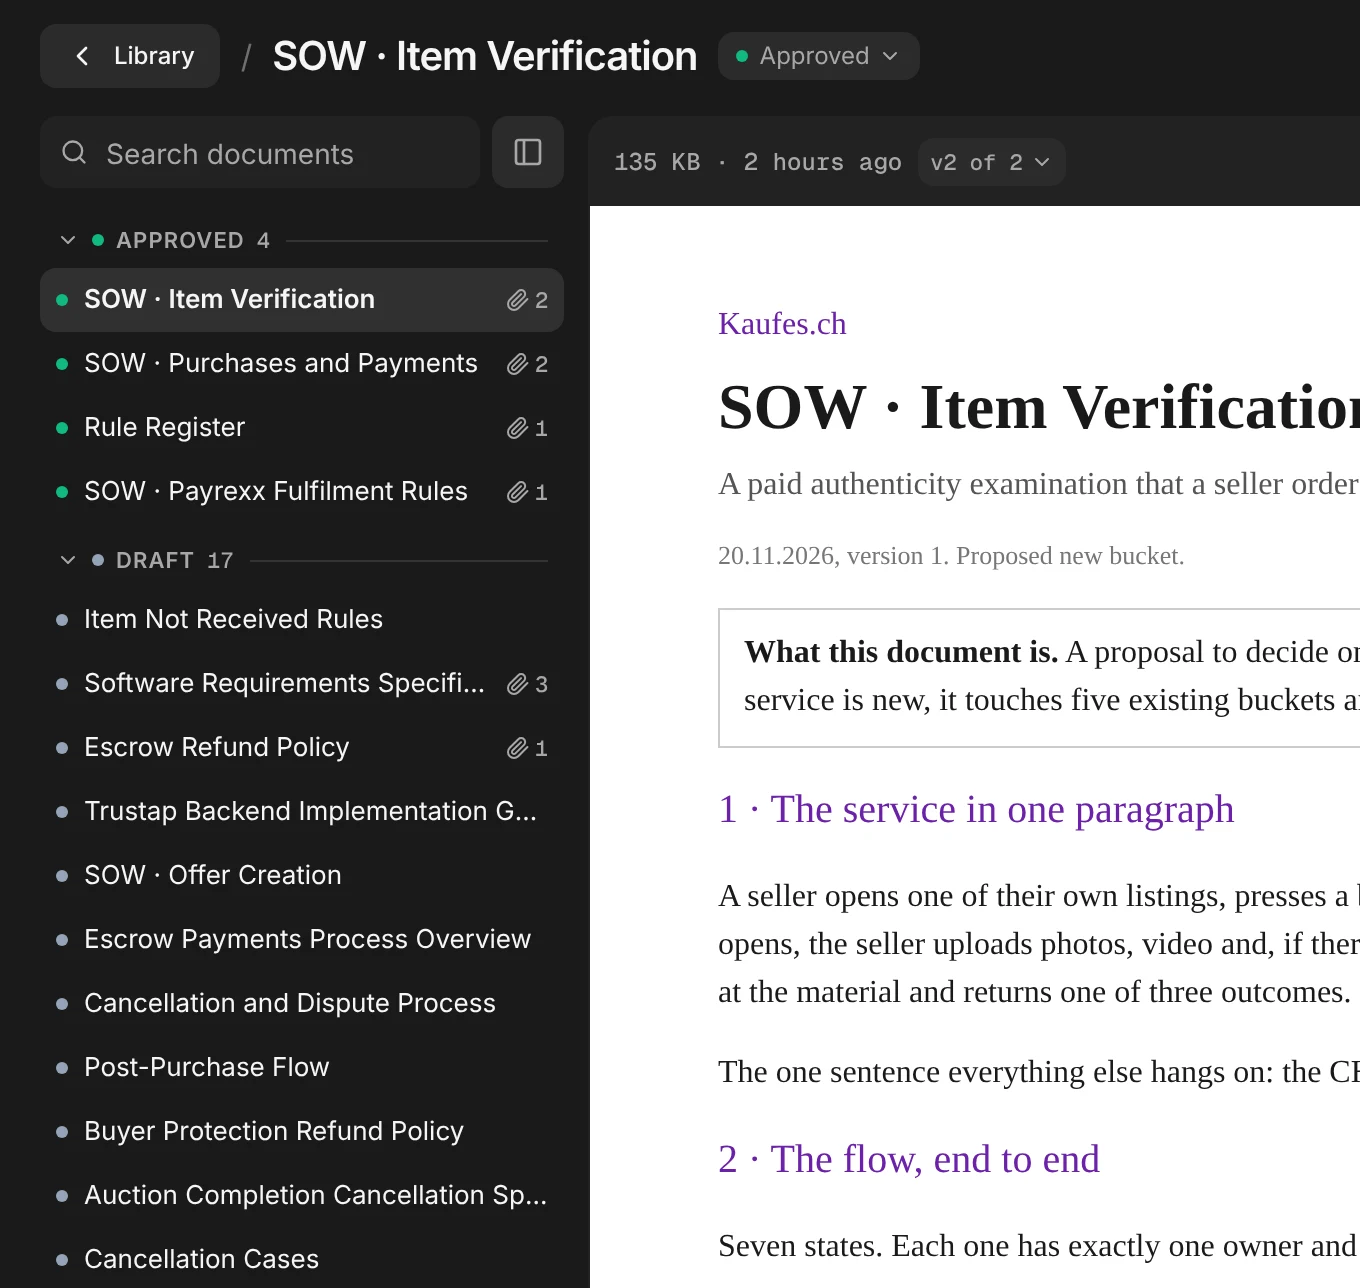 Library / SOW · Item Verification Approved
Search documents
APPROVED 4
SOW · Item Verification 2
SOW · Purchases and Payments 2
Rule Register 1
SOW · Payrexx Fulfilment Rules 1
DRAFT 17
Item Not Received Rules
Software Requirements Specifi... 3
Escrow Refund Policy 1
Trustap Backend Implementation G...
SOW · Offer Creation
Escrow Payments Process Overview
Cancellation and Dispute Process
Post-Purchase Flow
Buyer Protection Refund Policy
Auction Completion Cancellation Sp...
Cancellation Cases
135 KB · 2 hours ago v2 of 2
Kaufes.ch
SOW · Item Verification
A paid authenticity examination that a seller order
20.11.2026, version 1. Proposed new bucket.
What this document is. A proposal to decide
service is new, it touches five existing buckets
1 · The service in one paragraph
A seller opens one of their own listings, presses a
opens, the seller uploads photos, video and, if
at the material and returns one of three outcomes.
The one sentence everything else hangs on: the
2 · The flow, end to end
Seven states. Each one has exactly one owner and